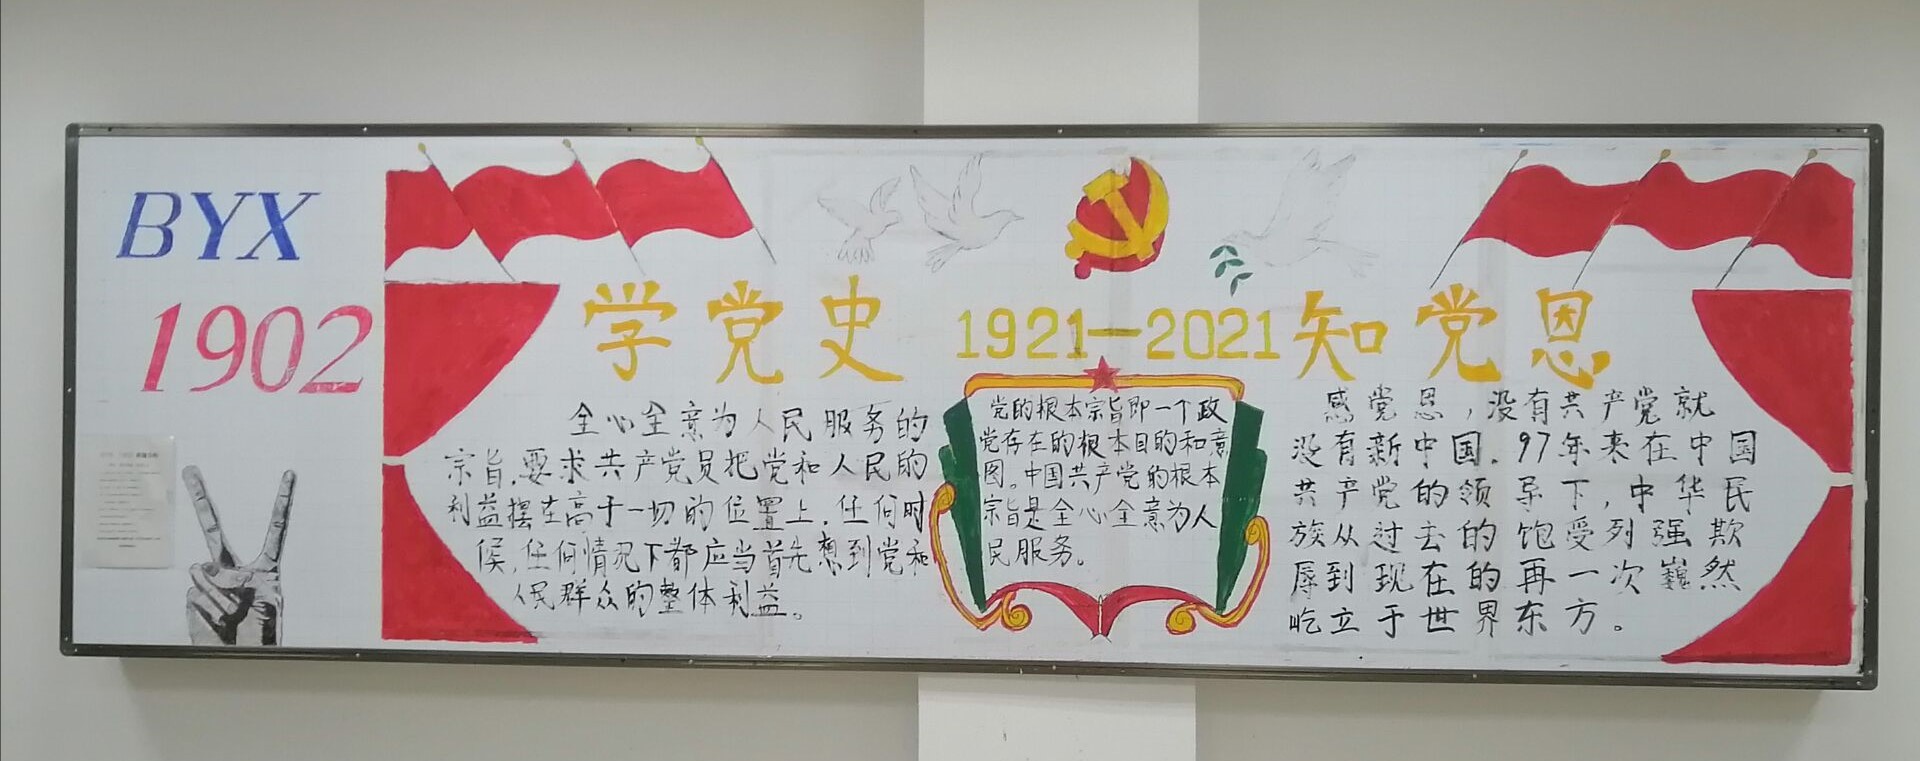 BYX
1902
学党史 1921—2021 知党恩
全心全意为人民服务的
宗旨,要求共产党员把党和人民的
利益摆在高于一切的位置上,任何时
候,任何情况下都应当首先想到党和
人民群众的整体利益。
党的根本宗旨即一个政
党存在的根本目的和意
图。中国共产党的根本
宗旨是全心全意为人
民服务。
感党恩,没有共产党就
没有新中国.97年来在中国
共产党的领导下,中华民
族从过去的饱受列强欺
辱到现在的再一次巍然
屹立于世界东方。